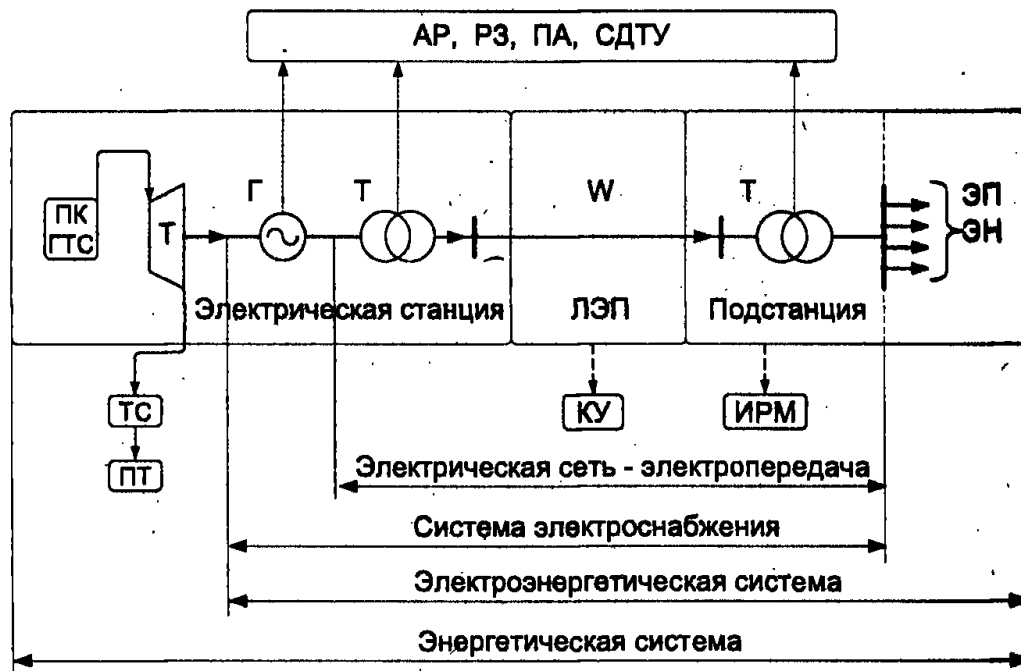 АР, РЗ, ПА, СДТУ
Г
Т
W
Т
ПК
ГТС
Т
ЭП
ЭН
Электрическая станция
ЛЭП
Подстанция
ТС
КУ
ИРМ
ПТ
Электрическая сеть - электропередача
Система электроснабжения
Электроэнергетическая система
Энергетическая система